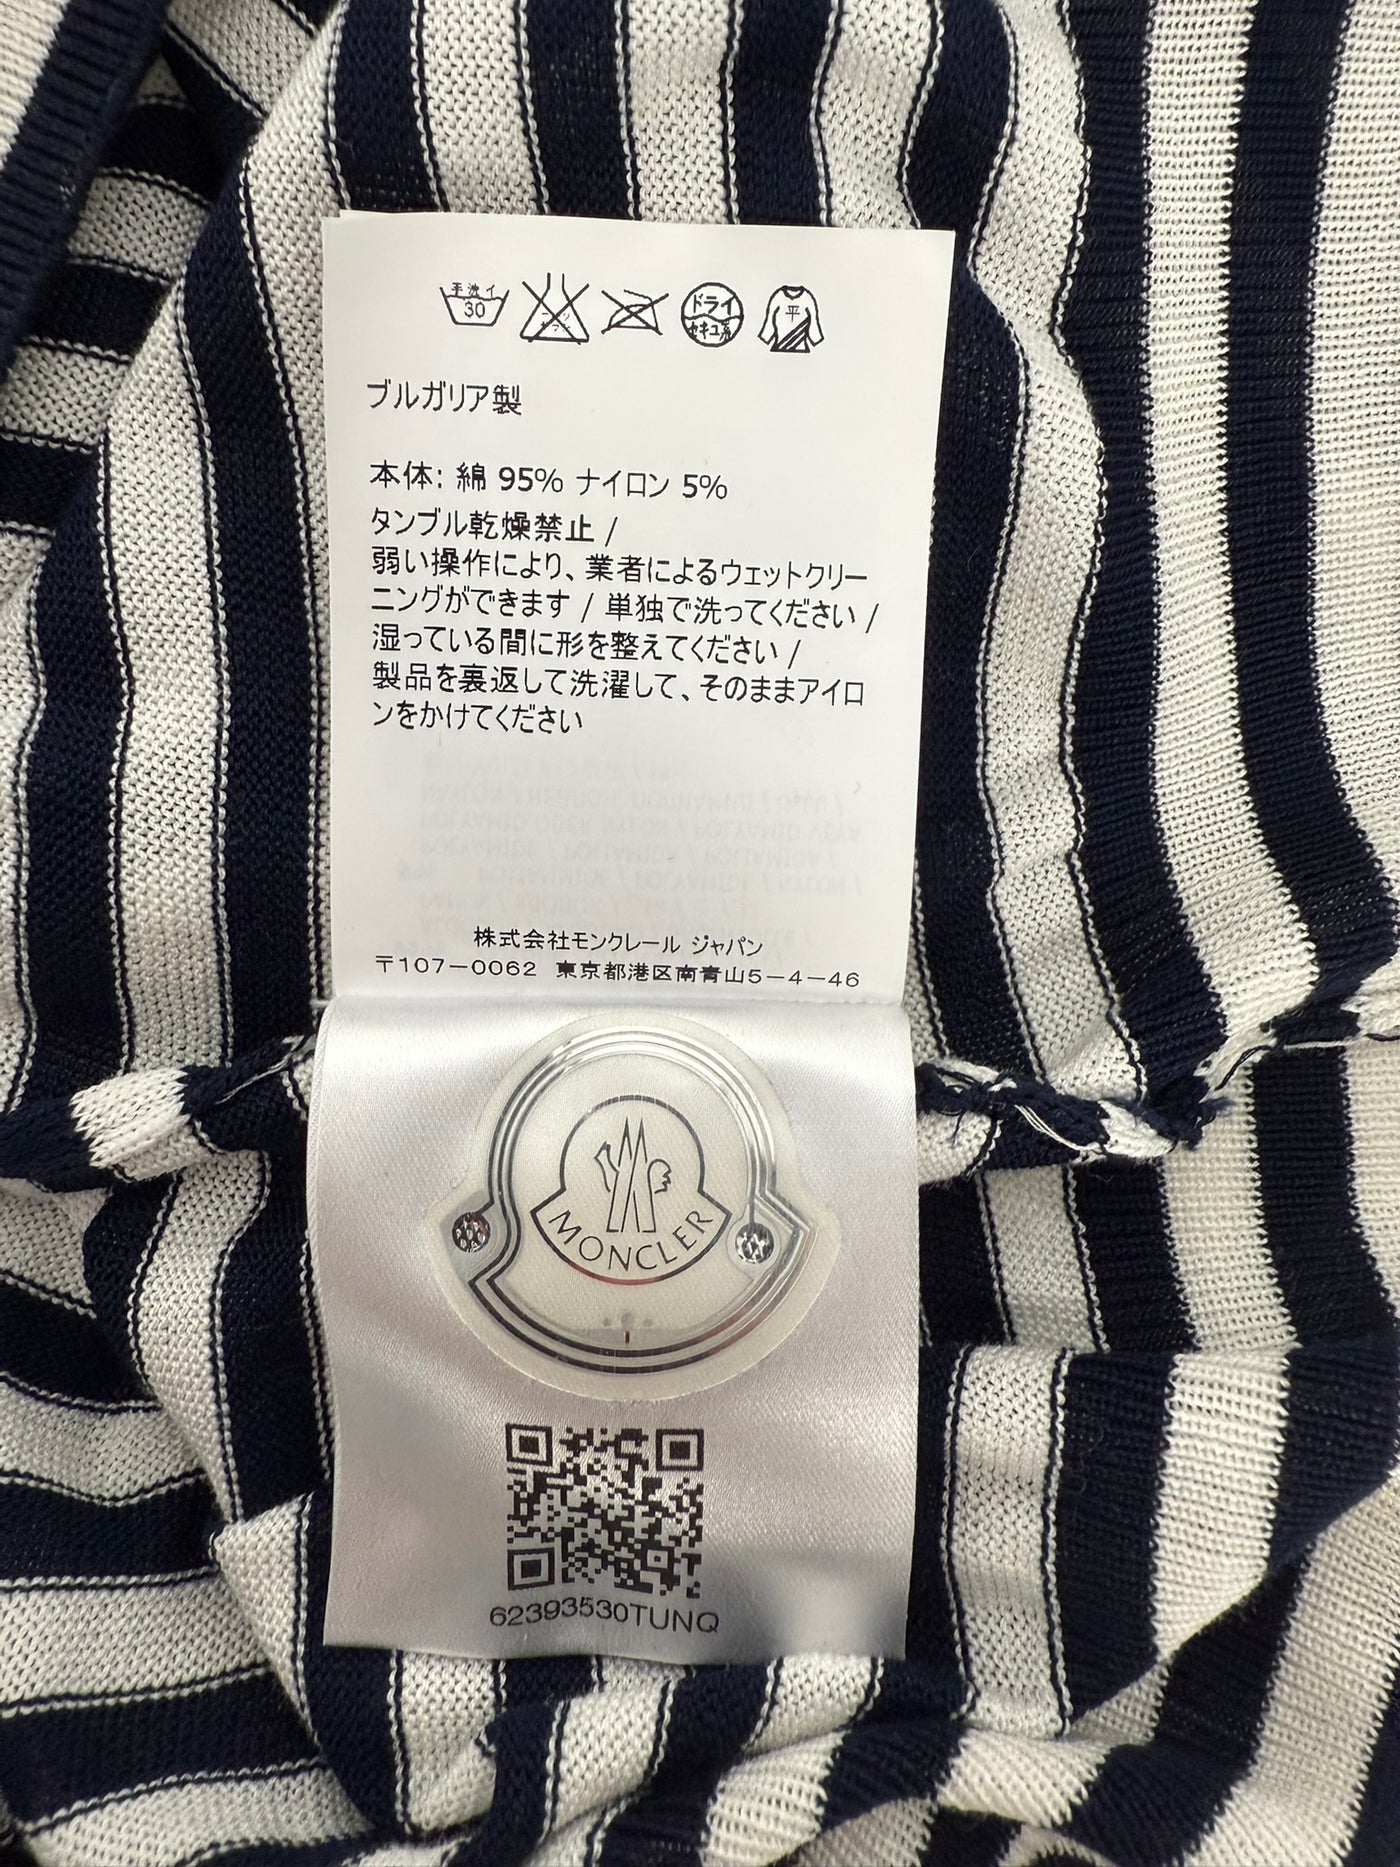 手洗イ
30
ドライ
セキユ系
平
ブルガリア製
本体: 綿 95% ナイロン 5%
タンブル乾燥禁止 /
弱い操作により、業者によるウェットクリー
ニングができます / 単独で洗ってください /
湿っている間に形を整えてください /
製品を裏返して洗濯して、そのままアイロ
ンをかけてください
株式会社モンクレール ジャパン
〒107-0062 東京都港区南青山5-4-46
MONCLER
62393530TUNQ